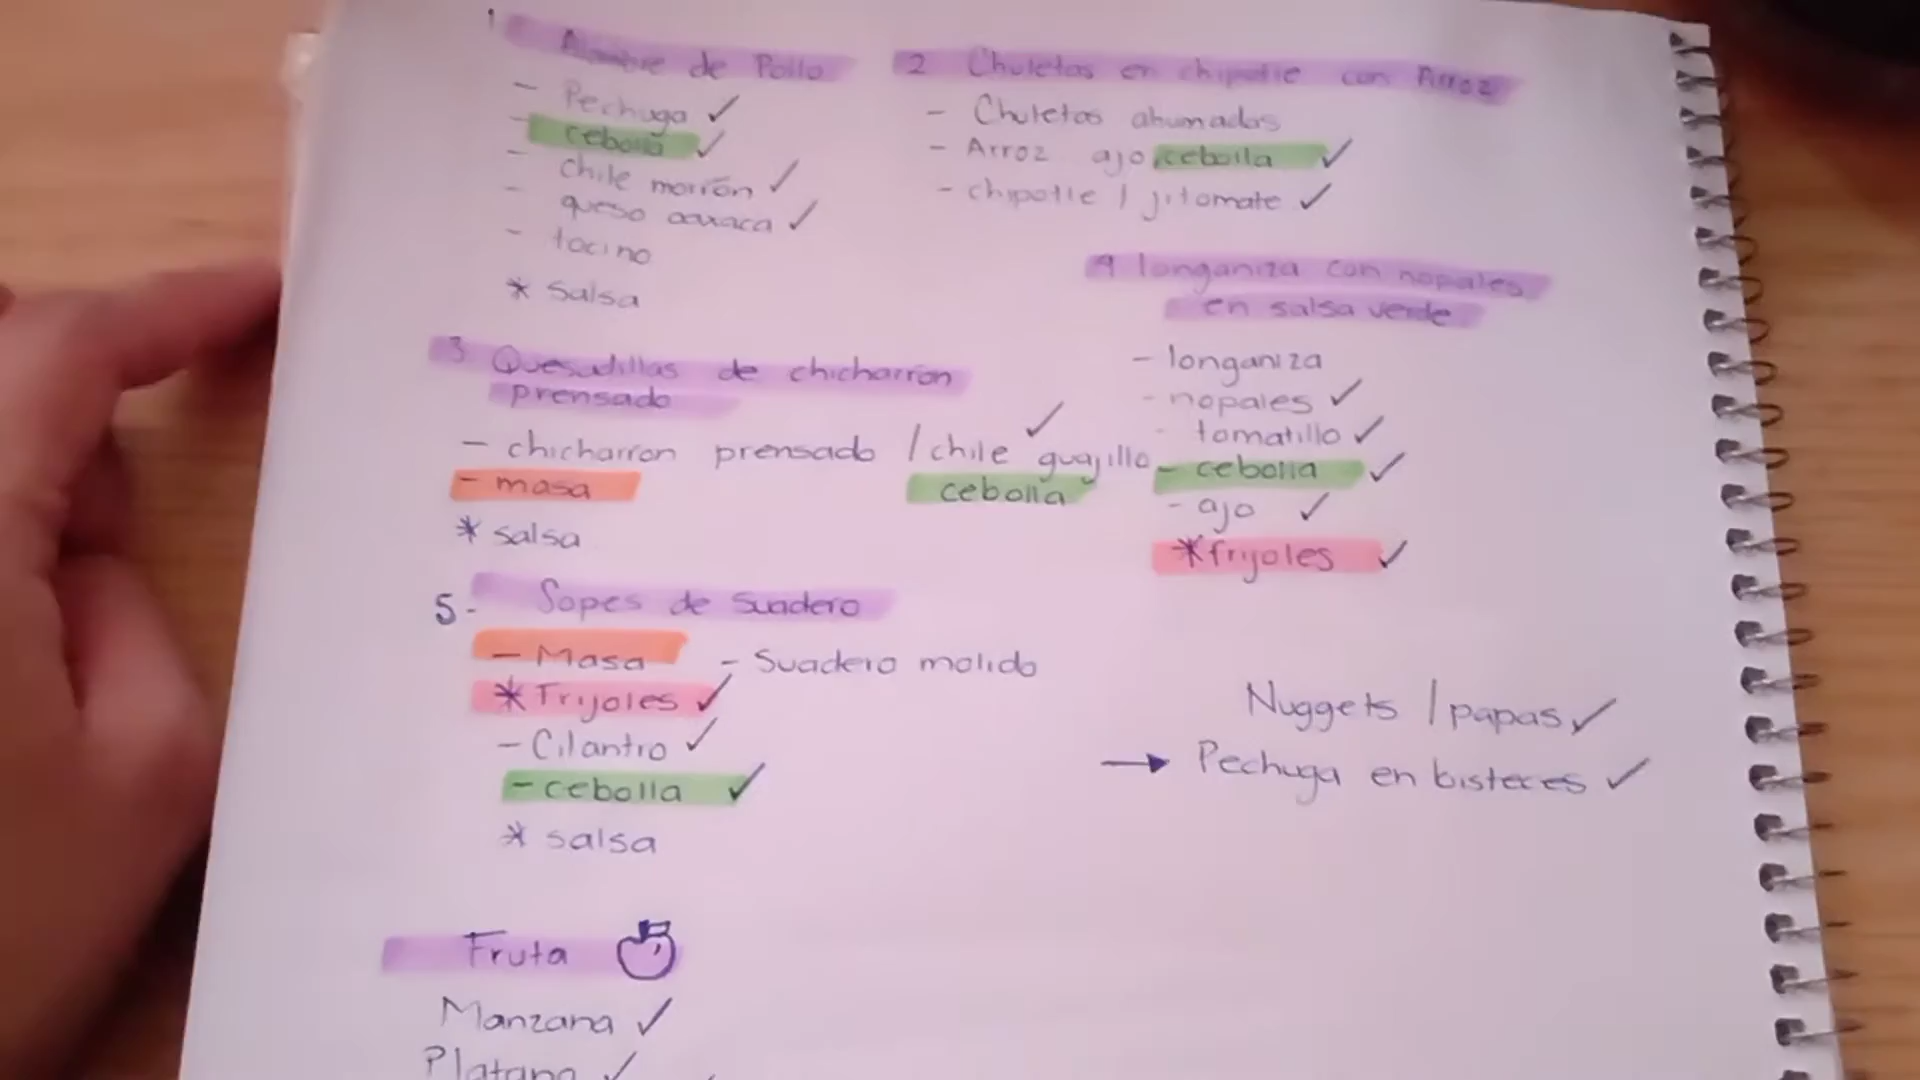 1 Alambre de Pollo
- Pechuga ✓
- cebolla ✓
- chile morrón ✓
- queso oaxaca ✓
- tocino
* salsa
2 Chuletas en chipotle con Arroz
- Chuletas ahumadas
- Arroz ajo/cebolla ✓
- chipotle / jitomate ✓
3 Quesadillas de chicharron
prensado
- chicharron prensado / chile guajillo ✓
cebolla
- masa
* salsa
4 longaniza con nopales
en salsa verde
- longaniza
- nopales ✓
- tomatillo ✓
- cebolla ✓
- ajo ✓
* frijoles ✓
5- Sopes de Suadero
- Masa - Suadero molido
* Frijoles ✓
- Cilantro ✓
- cebolla ✓
* salsa
Nuggets / papas ✓
→ Pechuga en bisteces ✓
Fruta
Manzana ✓
Platano ✓